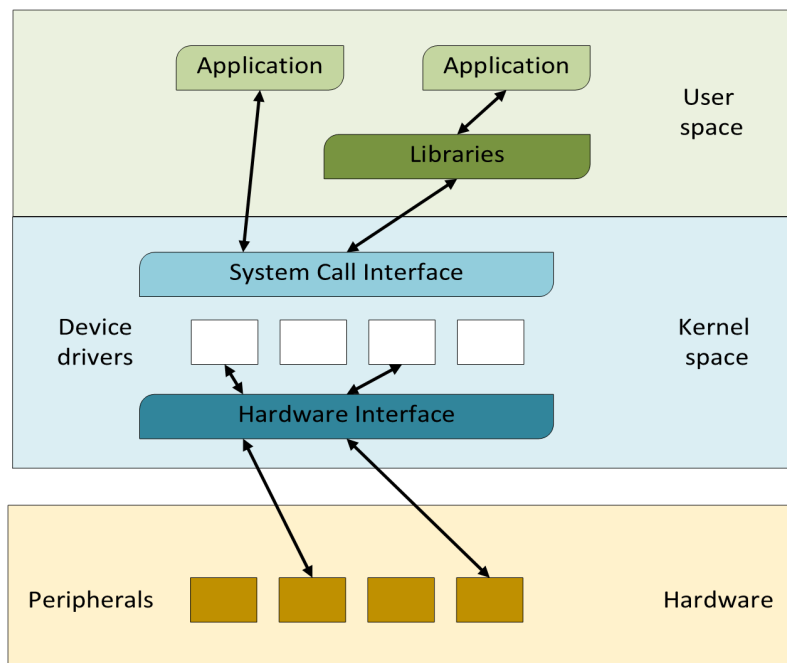 Application
Application
User
space
Libraries
System Call Interface
Device
drivers
Kernel
space
Hardware Interface
Peripherals
Hardware